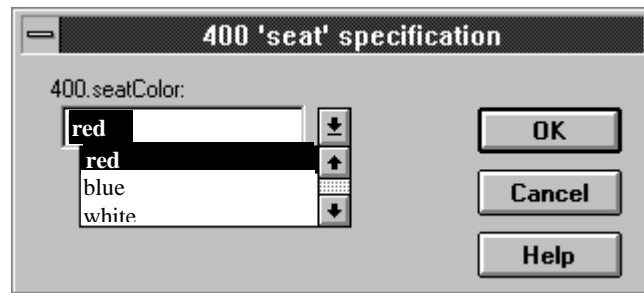 400 'seat' specification
400.seatColor:
red
red
blue
white
OK
Cancel
Help